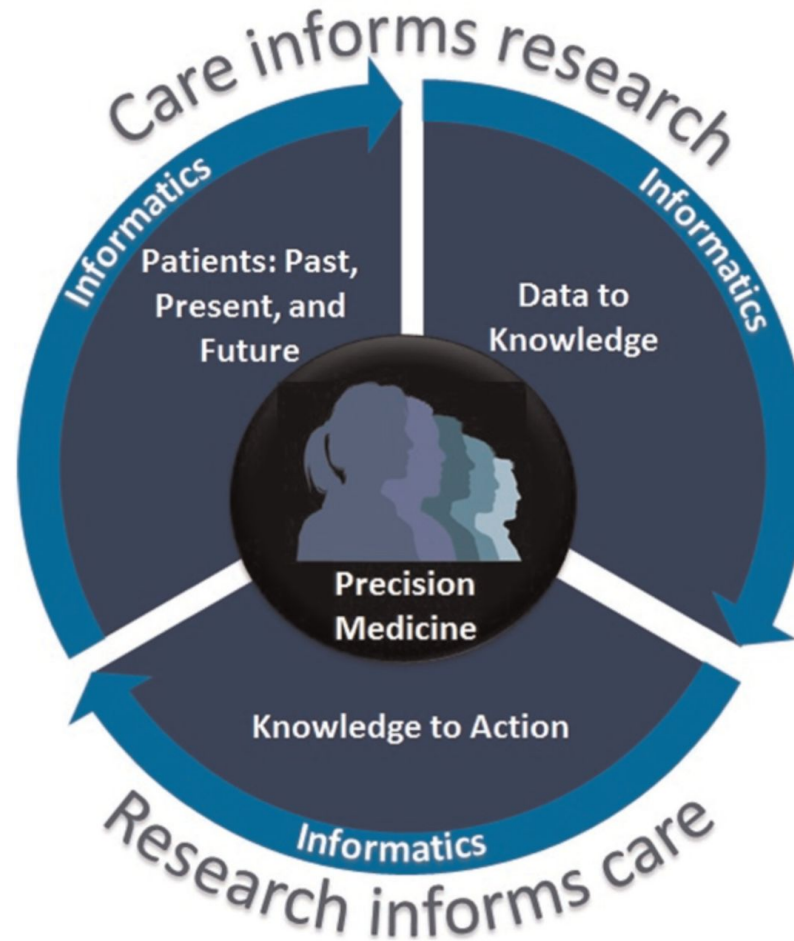 Care informs research
Informatics
Informatics
Patients: Past,
Present, and
Future
Data to
Knowledge
Precision
Medicine
Knowledge to Action
Informatics
Research informs care